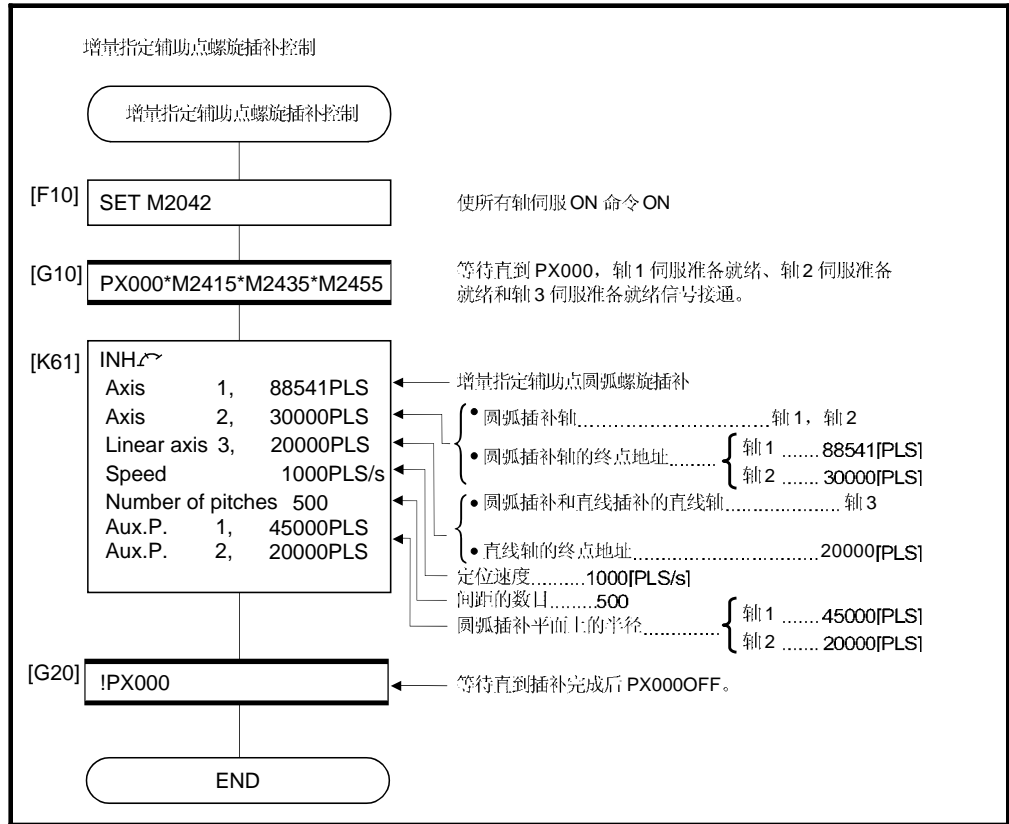 增量指定辅助点螺旋插补控制
增量指定辅助点螺旋插补控制
[F10] SET M2042 使所有轴伺服 ON 命令 ON
[G10] PX000*M2415*M2435*M2455 等待直到 PX000，轴 1 伺服准备就绪、轴 2 伺服准备
就绪和轴 3 伺服准备就绪信号接通。
[K61] INH
Axis 1, 88541PLS 增量指定辅助点圆弧螺旋插补
Axis 2, 30000PLS
Linear axis 3, 20000PLS
Speed 1000PLS/s
Number of pitches 500
Aux.P. 1, 45000PLS
Aux.P. 2, 20000PLS
• 圆弧插补轴..............................轴 1，轴 2
• 圆弧插补轴的终点地址........ 轴 1 .......88541[PLS]
轴 2 ....... 30000[PLS]
• 圆弧插补和直线插补的直线轴................... 轴 3
• 直线轴的终点地址..............................20000[PLS]
定位速度.........1000[PLS/s]
间距的数目........500
圆弧插补平面上的半径............. 轴 1 .......45000[PLS]
轴 2 ....... 20000[PLS]
[G20] !PX000 等待直到插补完成后 PX000OFF。
END